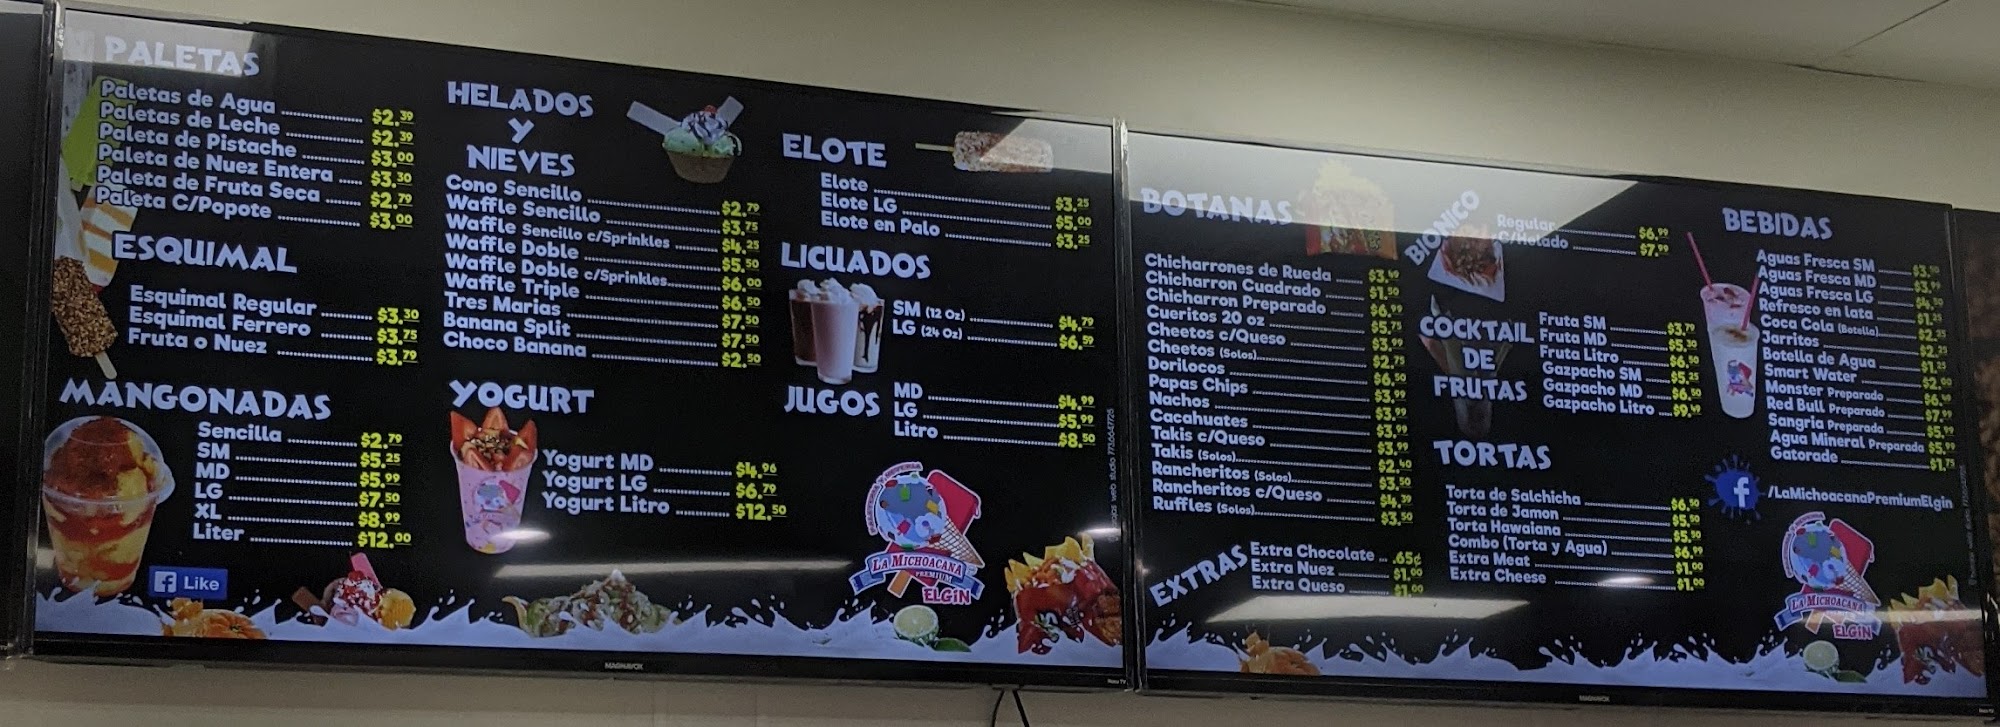 PALETAS
Paletas de Agua $2.39
Paletas de Leche $2.39
Paleta de Pistache $3.00
Paleta de Nuez Entera $3.30
Paleta de Fruta Seca $2.79
Paleta C/Popote $3.00
ESQUIMAL
Esquimal Regular $3.30
Esquimal Ferrero $3.75
Fruta o Nuez $3.79
MANGONADAS
Sencilla $2.79
SM $5.25
MD $5.99
LG $7.50
XL $8.99
Liter $12.00
f Like
HELADOS
Y
NIEVES
Cono Sencillo $2.79
Waffle Sencillo $3.75
Waffle Sencillo c/Sprinkles $4.25
Waffle Doble $5.50
Waffle Doble c/Sprinkles $6.00
Waffle Triple $6.50
Tres Marias $7.50
Banana Split $7.50
Choco Banana $2.50
YOGURT
Yogurt MD $4.96
Yogurt LG $6.79
Yogurt Litro $12.50
ELOTE
Elote $3.25
Elote LG $5.00
Elote en Palo $3.25
LICUADOS
SM (12 Oz) $4.79
LG (24 Oz) $6.59
JUGOS
MD $4.99
LG $5.99
Litro $8.50
LA MICHOACANA
PREMIUM
ELGIN
MAGNAVOX
Roku TV
BOTANAS
Chicharrones de Rueda
Chicharron Cuadrado $1.50
Chicharron Preparado $6.99
Cueritos 20 oz $5.75
Cheetos c/Queso $3.99
Cheetos (Solos) $2.75
Dorilocos $6.50
Papas Chips $3.99
Nachos $3.99
Cacahuates $3.99
Takis c/Queso $3.99
Takis (Solos) $2.40
Rancheritos (Solos) $3.50
Rancheritos c/Queso $4.39
Ruffles (Solos) $3.50
EXTRAS
Extra Chocolate .65¢
Extra Nuez $1.00
Extra Queso $1.00
BIONICO
Regular $6.99
C/Helado $7.99
COCKTAIL
DE
FRUTAS
Fruta SM $3.79
Fruta MD $5.30
Fruta Litro $6.50
Gazpacho SM $5.25
Gazpacho MD $6.50
Gazpacho Litro $9.49
TORTAS
Torta de Salchicha $6.50
Torta de Jamon $5.50
Torta Hawaiana $5.50
Combo (Torta y Agua) $6.99
Extra Meat $1.00
Extra Cheese $1.00
BEBIDAS
Aguas Fresca SM
Aguas Fresca MD $3.99
Aguas Fresca LG $4.50
Refresco en lata $1.25
Coca Cola (Botella) $2.25
Jarritos $2.25
Botella de Agua $1.25
Smart Water $2.00
Monster Preparado
Red Bull Preparado $7.99
Sangria Preparada $5.99
Agua Mineral Preparada $5.99
Gatorade $1.75
f /LaMichoacanaPremiumElgin
LA MICHOACANA
PREMIUM
ELGIN
MAGNAVOX